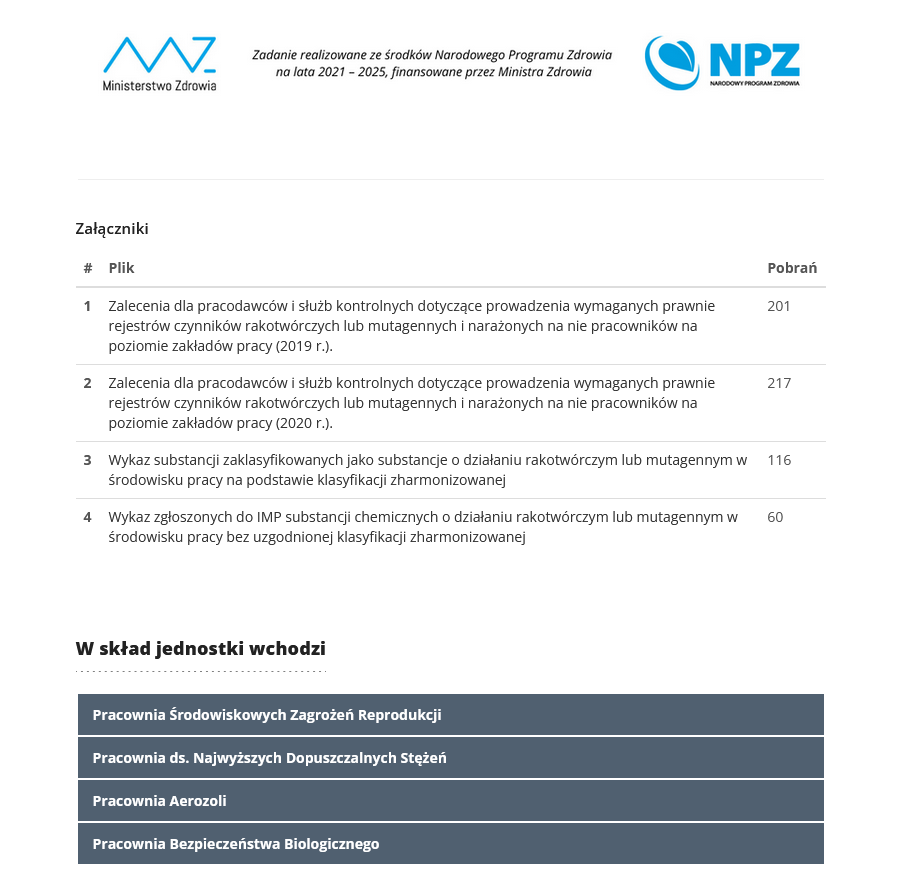 Ministerstwo Zdrowia
Zadanie realizowane ze środków Narodowego Programu Zdrowia
na lata 2021 – 2025, finansowane przez Ministra Zdrowia
NPZ
NARODOWY PROGRAM ZDROWIA
Załączniki
# Plik Pobrań
1 Zalecenia dla pracodawców i służb kontrolnych dotyczące prowadzenia wymaganych prawnie 201
rejestrów czynników rakotwórczych lub mutagennych i narażonych na nie pracowników na
poziomie zakładów pracy (2019 r.).
2 Zalecenia dla pracodawców i służb kontrolnych dotyczące prowadzenia wymaganych prawnie 217
rejestrów czynników rakotwórczych lub mutagennych i narażonych na nie pracowników na
poziomie zakładów pracy (2020 r.).
3 Wykaz substancji zaklasyfikowanych jako substancje o działaniu rakotwórczym lub mutagennym w 116
środowisku pracy na podstawie klasyfikacji zharmonizowanej
4 Wykaz zgłoszonych do IMP substancji chemicznych o działaniu rakotwórczym lub mutagennym w 60
środowisku pracy bez uzgodnionej klasyfikacji zharmonizowanej
W skład jednostki wchodzi
Pracownia Środowiskowych Zagrożeń Reprodukcji
Pracownia ds. Najwyższych Dopuszczalnych Stężeń
Pracownia Aerozoli
Pracownia Bezpieczeństwa Biologicznego